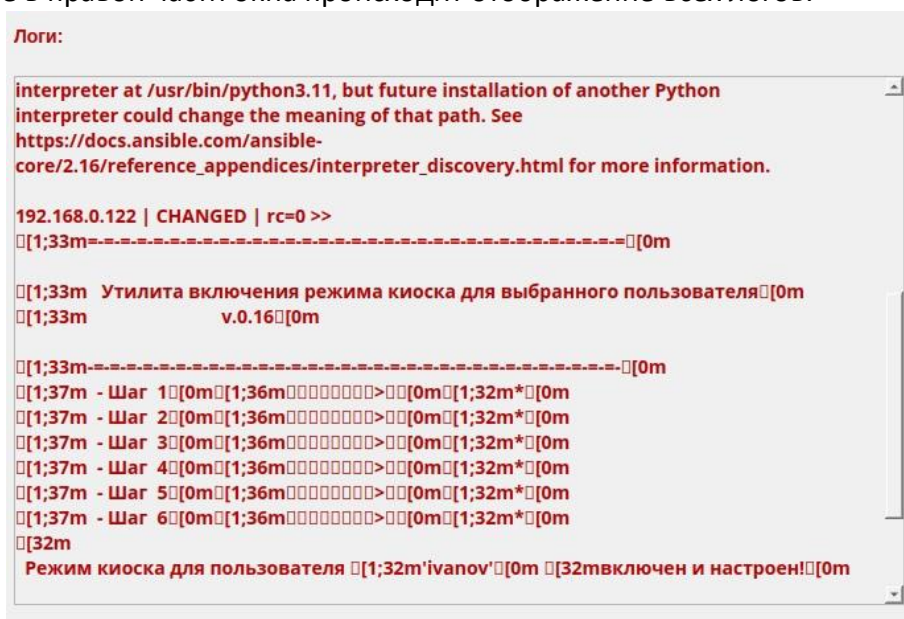 в правой части окна происходит отображение всех логов.
Логи:
interpreter at /usr/bin/python3.11, but future installation of another Python
interpreter could change the meaning of that path. See
https://docs.ansible.com/ansible-
core/2.16/reference_appendices/interpreter_discovery.html for more information.
192.168.0.122 | CHANGED | rc=0 >>
▯[1;33m=-=-=-=-=-=-=-=-=-=-=-=-=-=-=-=-=-=-=-=-=-=-=-=-=-=-=-=-=-=-=▯[0m
▯[1;33m Утилита включения режима киоска для выбранного пользователя▯[0m
▯[1;33m v.0.16▯[0m
▯[1;33m-=-=-=-=-=-=-=-=-=-=-=-=-=-=-=-=-=-=-=-=-=-=-=-=-=-=-=-=-=-=-▯[0m
▯[1;37m - Шаг 1▯[0m▯[1;36m▯▯▯▯▯▯▯▯>▯▯[0m▯[1;32m*▯[0m
▯[1;37m - Шаг 2▯[0m▯[1;36m▯▯▯▯▯▯▯▯>▯▯[0m▯[1;32m*▯[0m
▯[1;37m - Шаг 3▯[0m▯[1;36m▯▯▯▯▯▯▯▯>▯▯[0m▯[1;32m*▯[0m
▯[1;37m - Шаг 4▯[0m▯[1;36m▯▯▯▯▯▯▯▯>▯▯[0m▯[1;32m*▯[0m
▯[1;37m - Шаг 5▯[0m▯[1;36m▯▯▯▯▯▯▯▯>▯▯[0m▯[1;32m*▯[0m
▯[1;37m - Шаг 6▯[0m▯[1;36m▯▯▯▯▯▯▯▯>▯▯[0m▯[1;32m*▯[0m
▯[32m
Режим киоска для пользователя ▯[1;32m'ivanov'▯[0m ▯[32mвключен и настроен!▯[0m